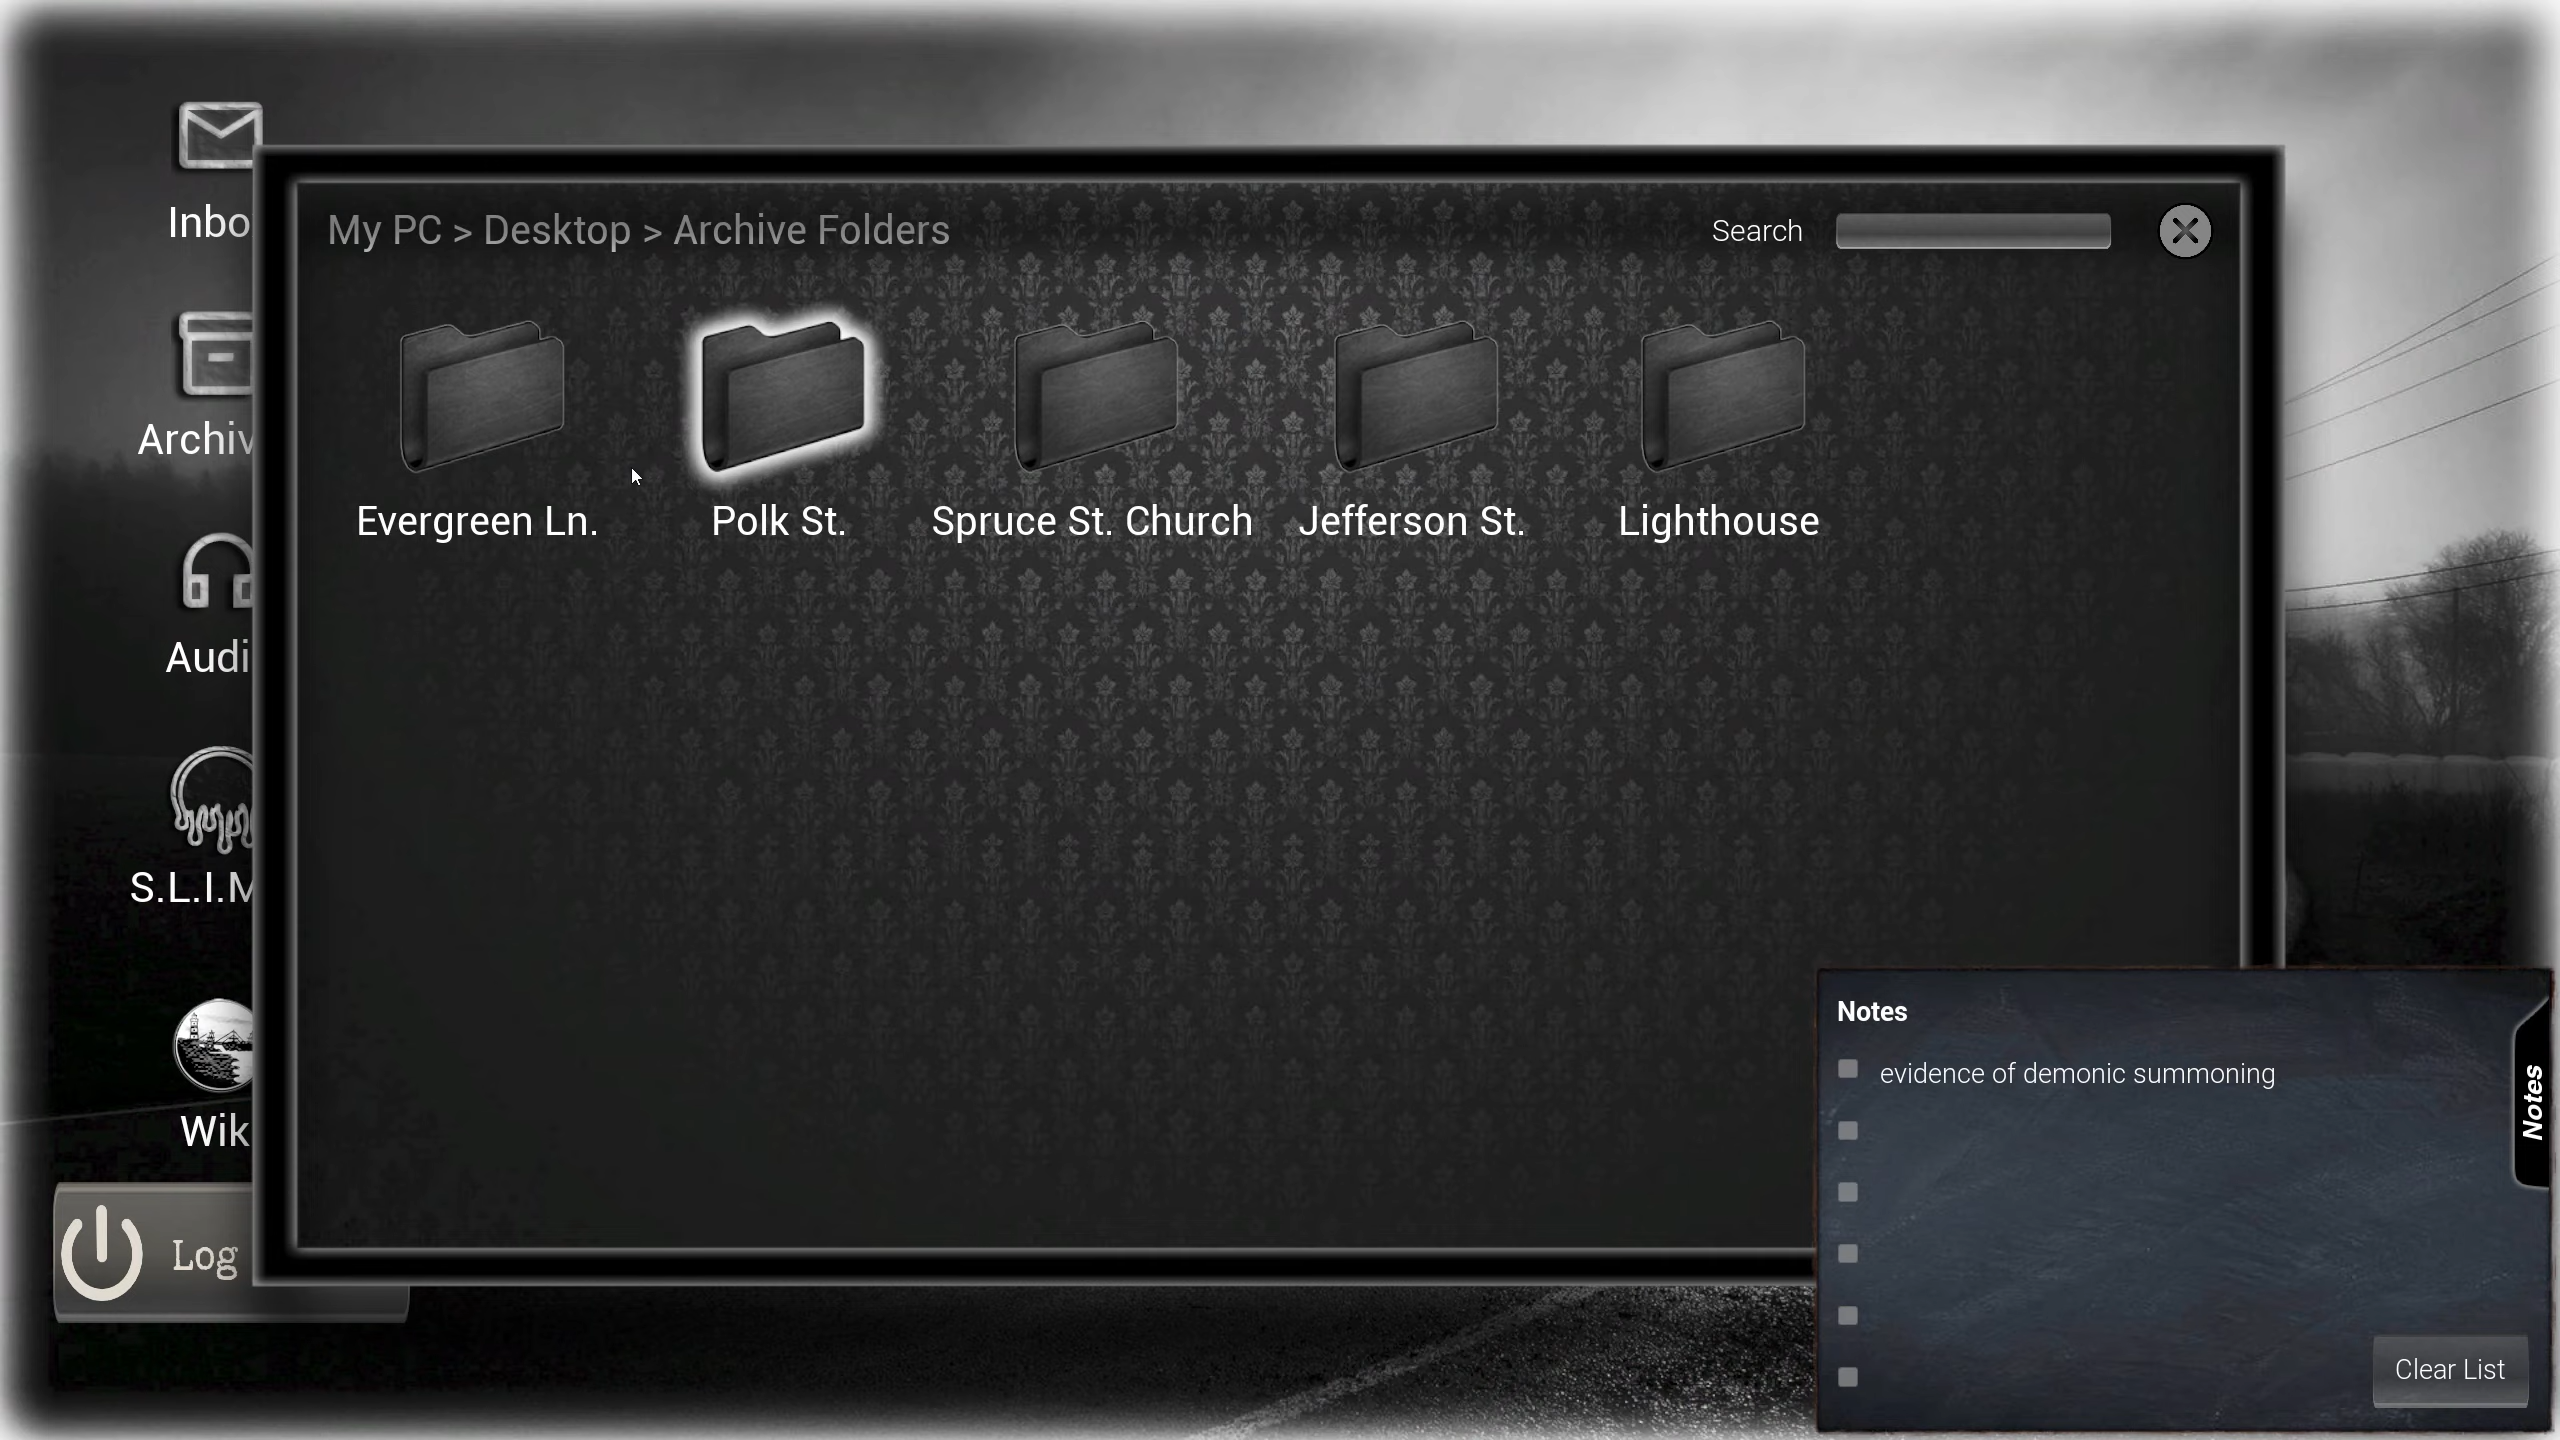 Inbo
Archiv
Audi
S.L.I.M
Wik
Log
My PC > Desktop > Archive Folders
Search
Evergreen Ln.
Polk St.
Spruce St. Church
Jefferson St.
Lighthouse
Notes
evidence of demonic summoning
Notes
Clear List